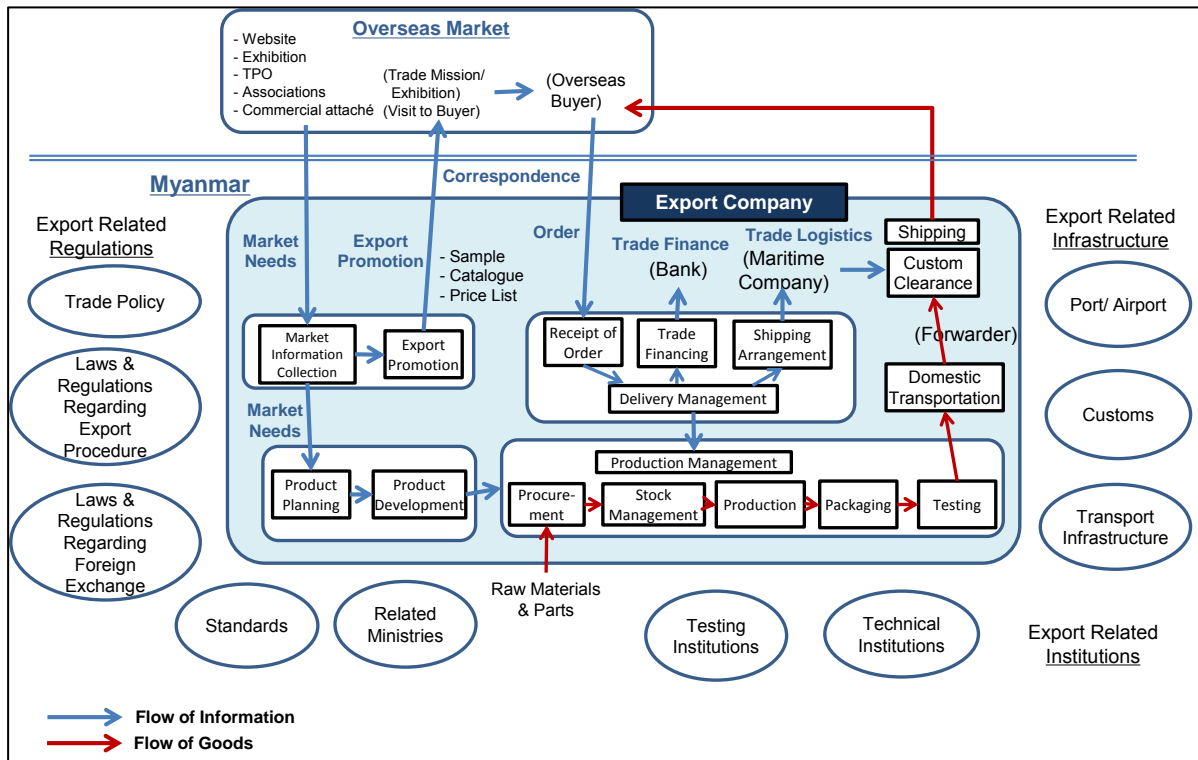 Overseas Market
- Website
- Exhibition
- TPO
- Associations
- Commercial attaché
(Trade Mission/
Exhibition)
(Visit to Buyer)
(Overseas
Buyer)
Myanmar
Correspondence
Export Company
Export Related
Regulations
Trade Policy
Laws &
Regulations
Regarding
Export
Procedure
Laws &
Regulations
Regarding
Foreign
Exchange
Market
Needs
Export
Promotion
- Sample
- Catalogue
- Price List
Order
Trade Finance
(Bank)
Trade Logistics
(Maritime
Company)
Shipping
Custom
Clearance
(Forwarder)
Domestic
Transportation
Market
Information
Collection
Export
Promotion
Receipt of
Order
Trade
Financing
Shipping
Arrangement
Delivery Management
Market
Needs
Product
Planning
Product
Development
Production Management
Procure-
ment
Stock
Management
Production
Packaging
Testing
Raw Materials
& Parts
Export Related
Infrastructure
Port/ Airport
Customs
Transport
Infrastructure
Standards
Related
Ministries
Testing
Institutions
Technical
Institutions
Export Related
Institutions
Flow of Information
Flow of Goods